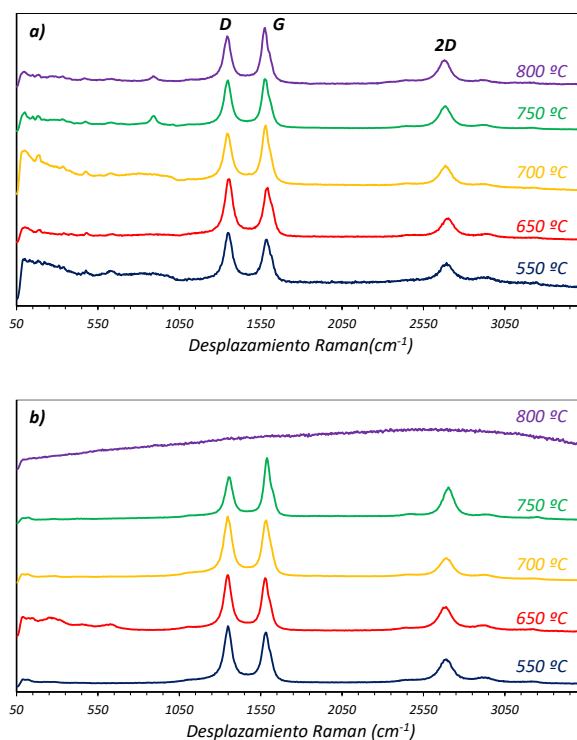 a)
D G
2D
800 ºC
750 ºC
700 ºC
650 ºC
550 ºC
50 550 1050 1550 2050 2550 3050
Desplazamiento Raman(cm-1)
b)
800 ºC
750 ºC
700 ºC
650 ºC
550 ºC
50 550 1050 1550 2050 2550 3050
Desplazamiento Raman (cm-1)